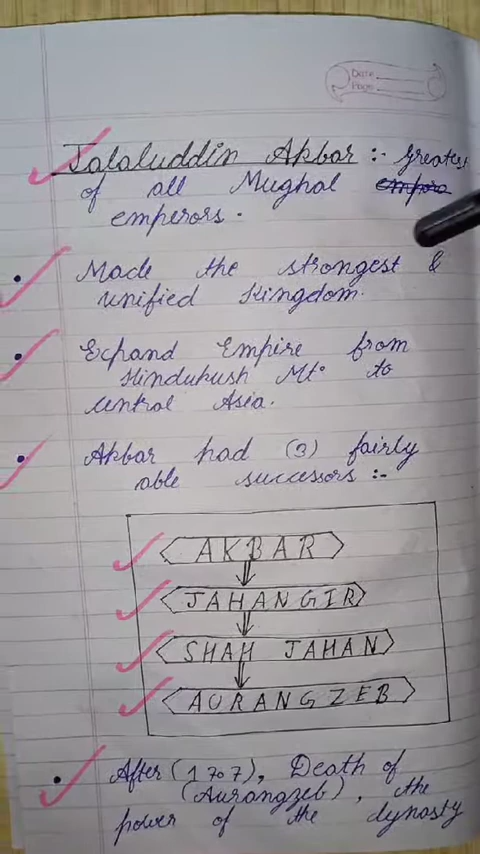 Date
Page
Jalaluddin Akbar :- Greatest
of all Mughal empora
emperors.
Made the strongest &
unified Kingdom.
Expand Empire from
Hindukush Mt. to
central Asia.
Akbar had (3) fairly
able successors :-
AKBAR
JAHANGIR
SHAH JAHAN
AURANGZEB
After (1707), Death of
(Aurangzeb), the
power of the dynasty